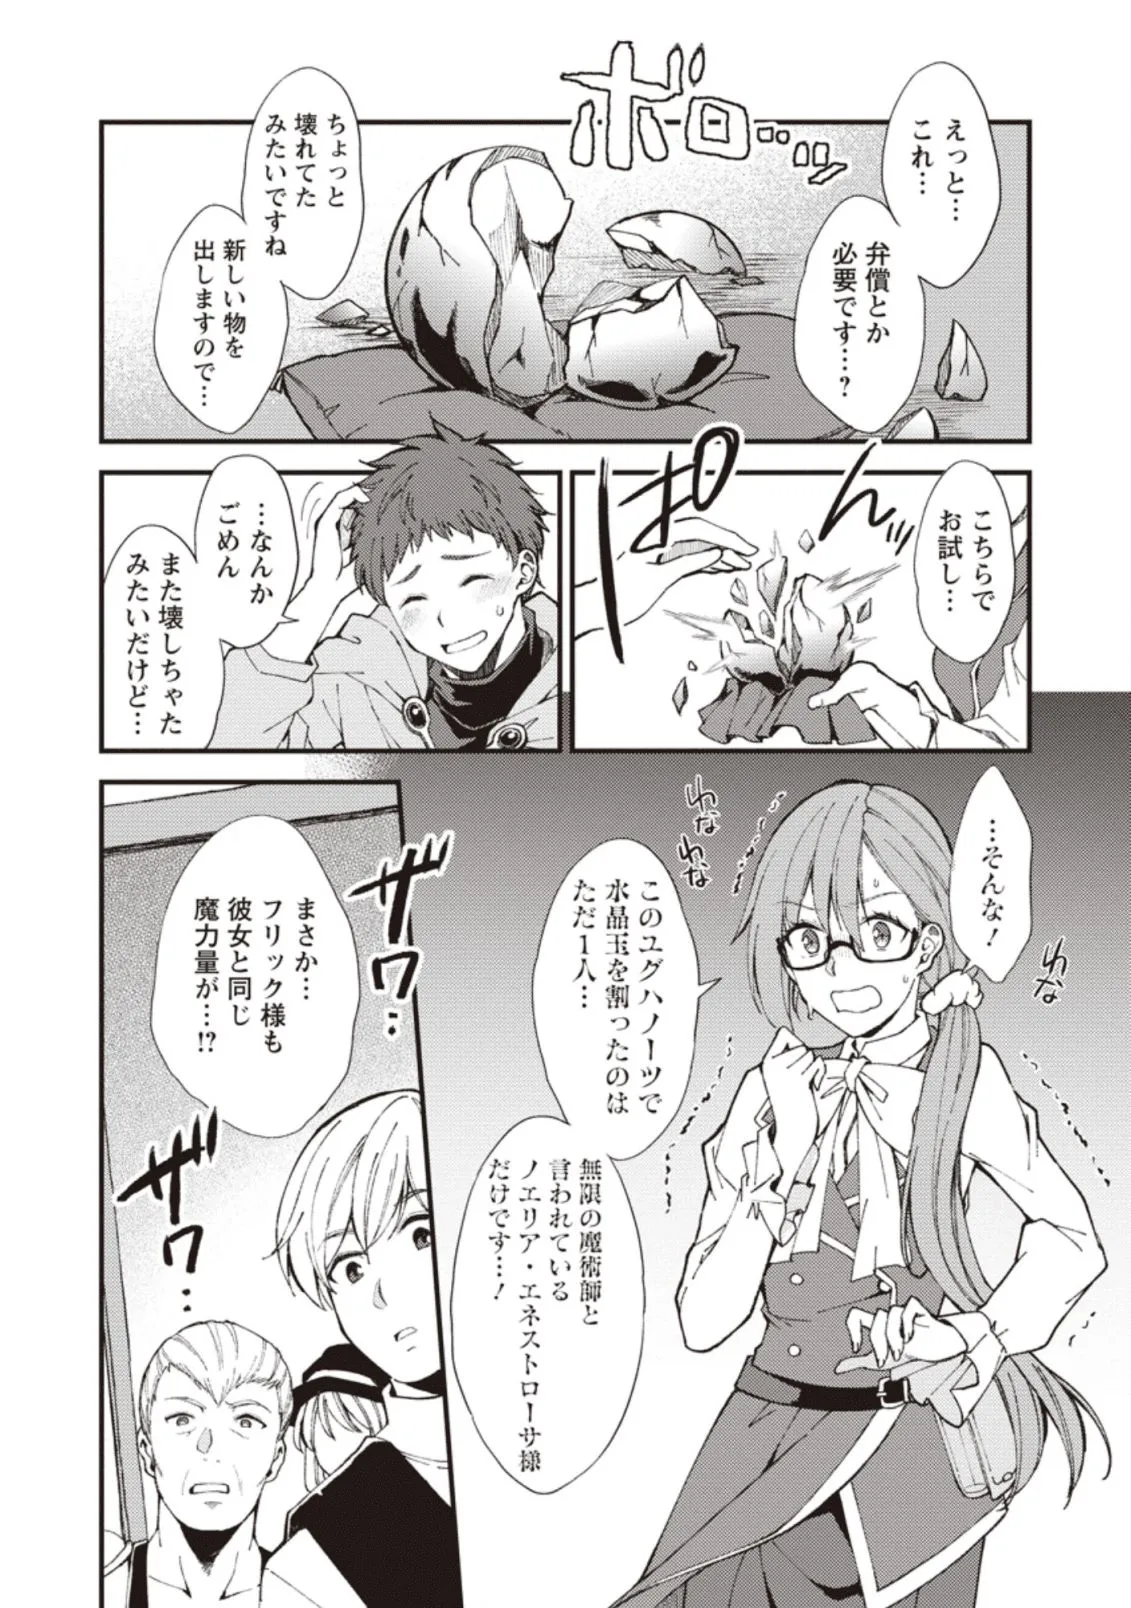 えっと…
これ…
弁償とか
必要です…?
ボロ…
ちょっと
壊れてた
みたいですね
新しい物を
出しますので…
こちらで
お試し…
ぱぁん
…なんか
ごめん
また壊しちゃた
みたいだけど…
…そんな!
わな
わな
わな
わな
このユグハノーツで
水晶玉を割ったのは
ただ1人…
無限の魔術師と
言われている
ノエリア・エネストローサ様
だけです…!
まさか…
フリック様も
彼女と同じ
魔力量が…!?
ザワ…
ザワ…